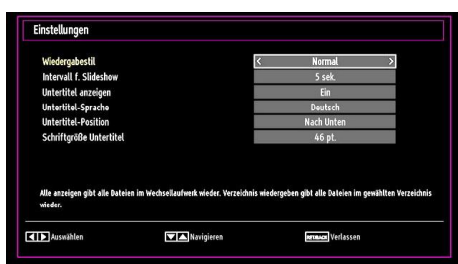 Einstellungen
Wiedergabestil < Normal >
Intervall f. Slideshow 5 sek.
Untertitel anzeigen Ein
Untertitel-Sprache Deutsch
Untertitel-Position Nach Unten
Schriftgröße Untertitel 46 pt.
Alle anzeigen gibt alle Dateien im Wechsellaufwerk wieder. Verzeichnis wiedergeben gibt alle Dateien im gewählten Verzeichnis
wieder.
Auswählen Navigieren RET/BACK Verlassen